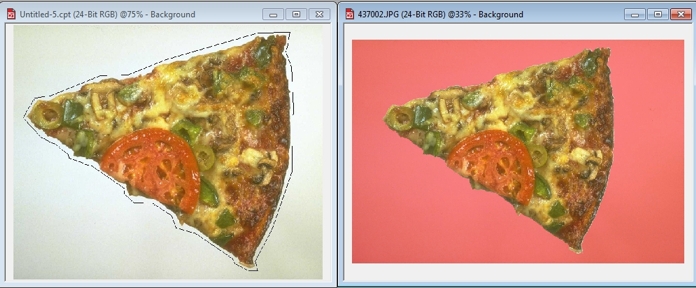 Untitled-5.cpt (24-Bit RGB) @75% - Background
437002.JPG (24-Bit RGB) @33% - Background